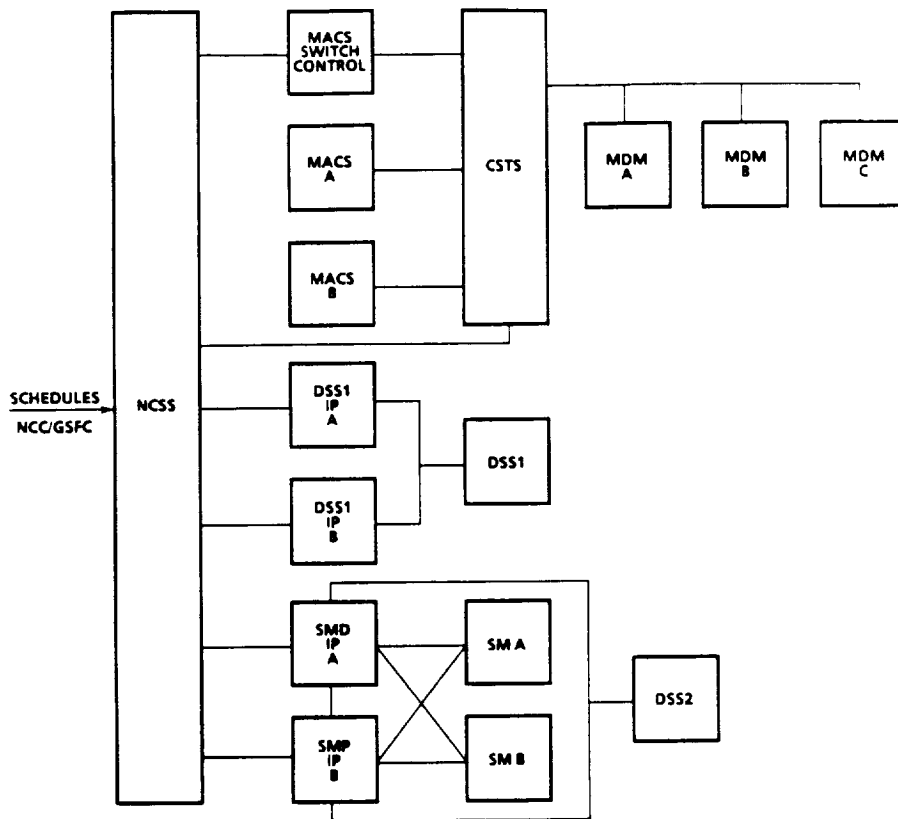 MACS
SWITCH
CONTROL
MACS
A
MACS
B
CSTS
MDM
A
MDM
B
MDM
C
SCHEDULES
NCC/GSFC
NCSS
DSS1
IP
A
DSS1
IP
B
DSS1
SMD
IP
A
SMP
IP
B
SM A
SM B
DSS2